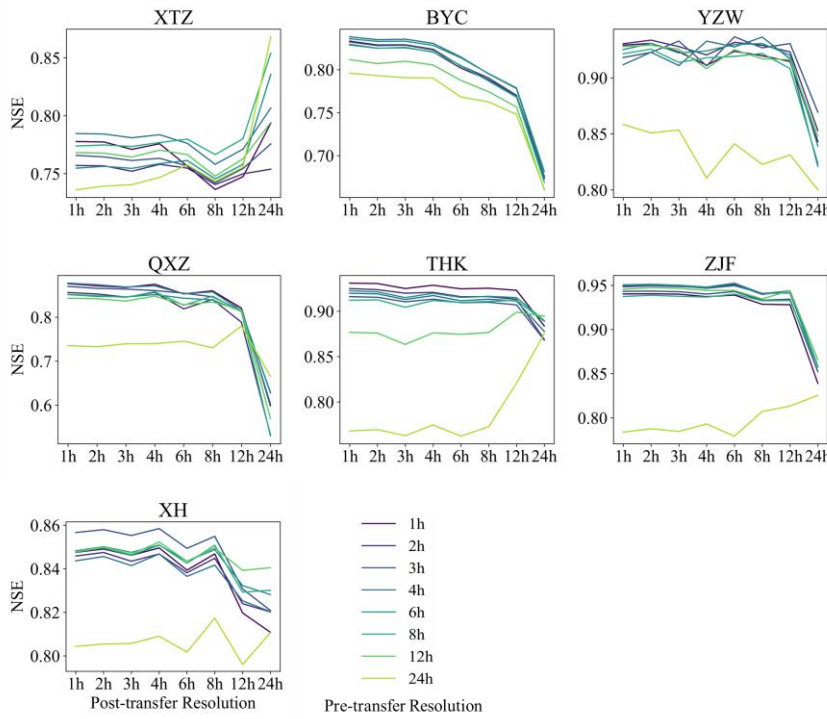 XTZ
BYC
YZW
NSE
0.85
0.80
0.75
1h 2h 3h 4h 6h 8h 12h 24h
0.80
0.75
0.70
1h 2h 3h 4h 6h 8h 12h 24h
0.90
0.85
0.80
1h 2h 3h 4h 6h 8h 12h 24h
QXZ
THK
ZJF
NSE
0.8
0.7
0.6
1h 2h 3h 4h 6h 8h 12h 24h
0.90
0.85
0.80
1h 2h 3h 4h 6h 8h 12h 24h
0.95
0.90
0.85
0.80
1h 2h 3h 4h 6h 8h 12h 24h
XH
NSE
0.86
0.84
0.82
0.80
1h 2h 3h 4h 6h 8h 12h 24h
Post-transfer Resolution
1h
2h
3h
4h
6h
8h
12h
24h
Pre-transfer Resolution